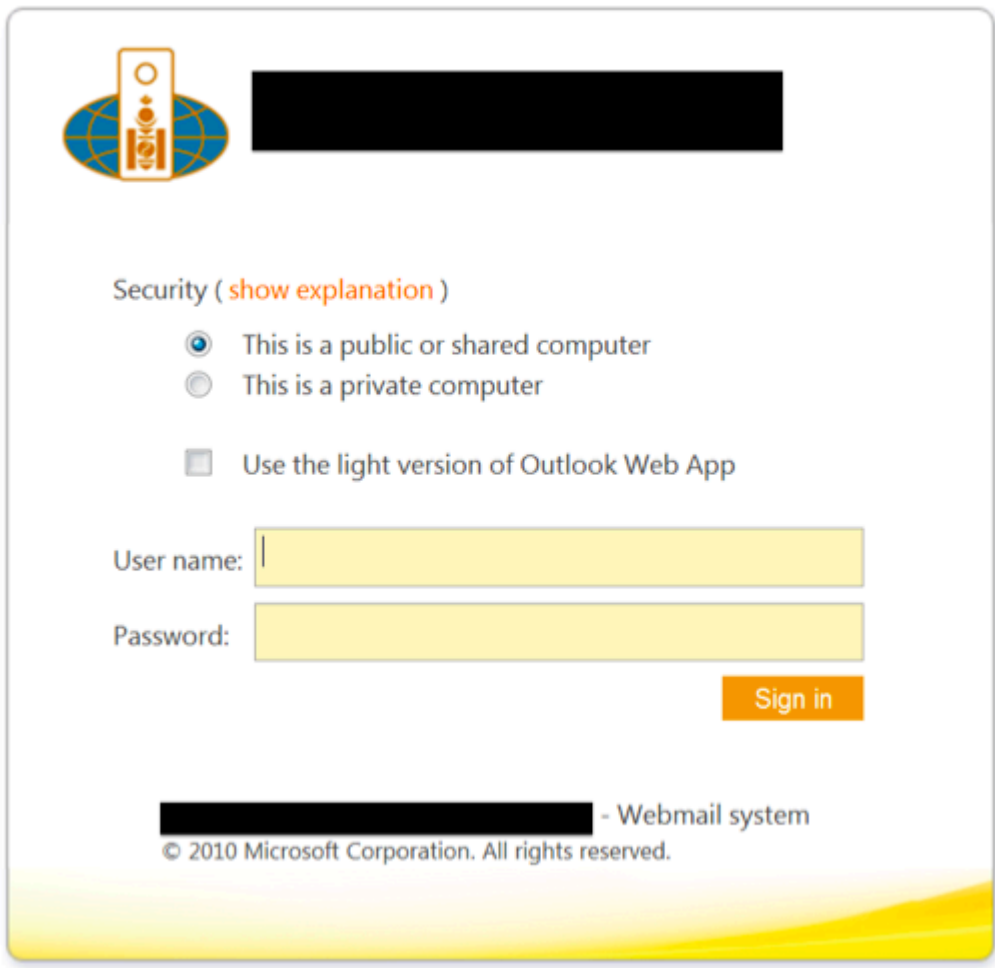 Security ( show explanation )
This is a public or shared computer
This is a private computer
Use the light version of Outlook Web App
User name:
Password:
Sign in
- Webmail system
© 2010 Microsoft Corporation. All rights reserved.